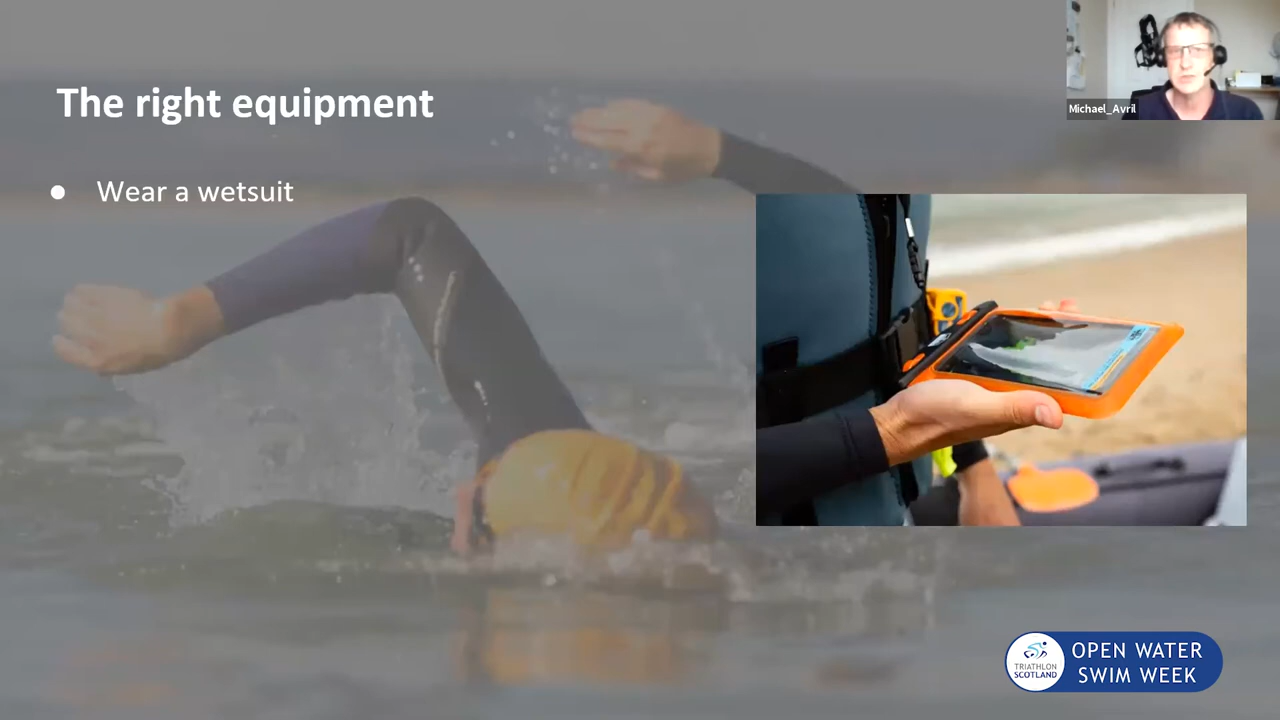 The right equipment
Michael_Avril
● Wear a wetsuit
TRIATHLON
SCOTLAND
OPEN WATER
SWIM WEEK